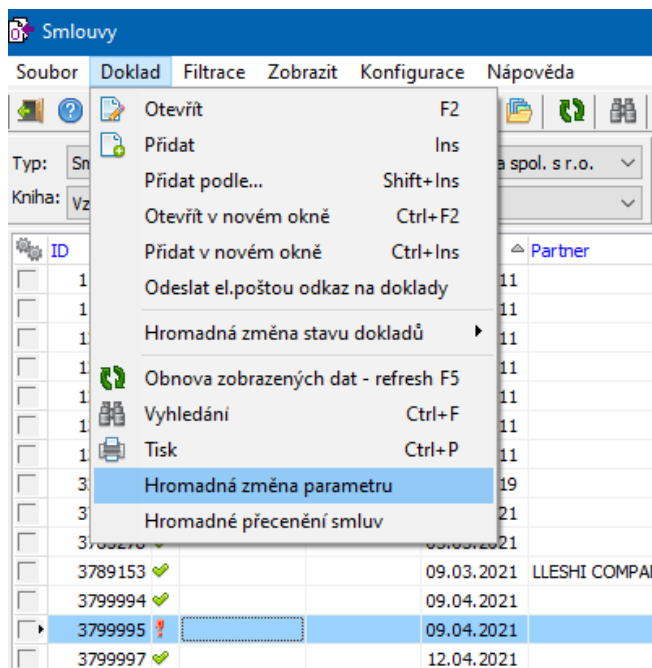 Smlouvy
Soubor Doklad Filtrace Zobrazit Konfigurace Nápověda
Otevřít F2
Přidat Ins
Typ: a spol. s r.o.
Přidat podle... Shift+Ins
Kniha:
Otevřít v novém okně Ctrl+F2
ID Přidat v novém okně Ctrl+Ins Partner
Odeslat el.poštou odkaz na doklady 11
Hromadná změna stavu dokladů
Obnova zobrazených dat - refresh F5
Vyhledání Ctrl+F
Tisk Ctrl+P
Hromadná změna parametru 19
Hromadné přecenění smluv 21
3789153 09.03.2021 LLESHI COMPA
3799994 09.04.2021
3799995 09.04.2021
3799997 12.04.2021